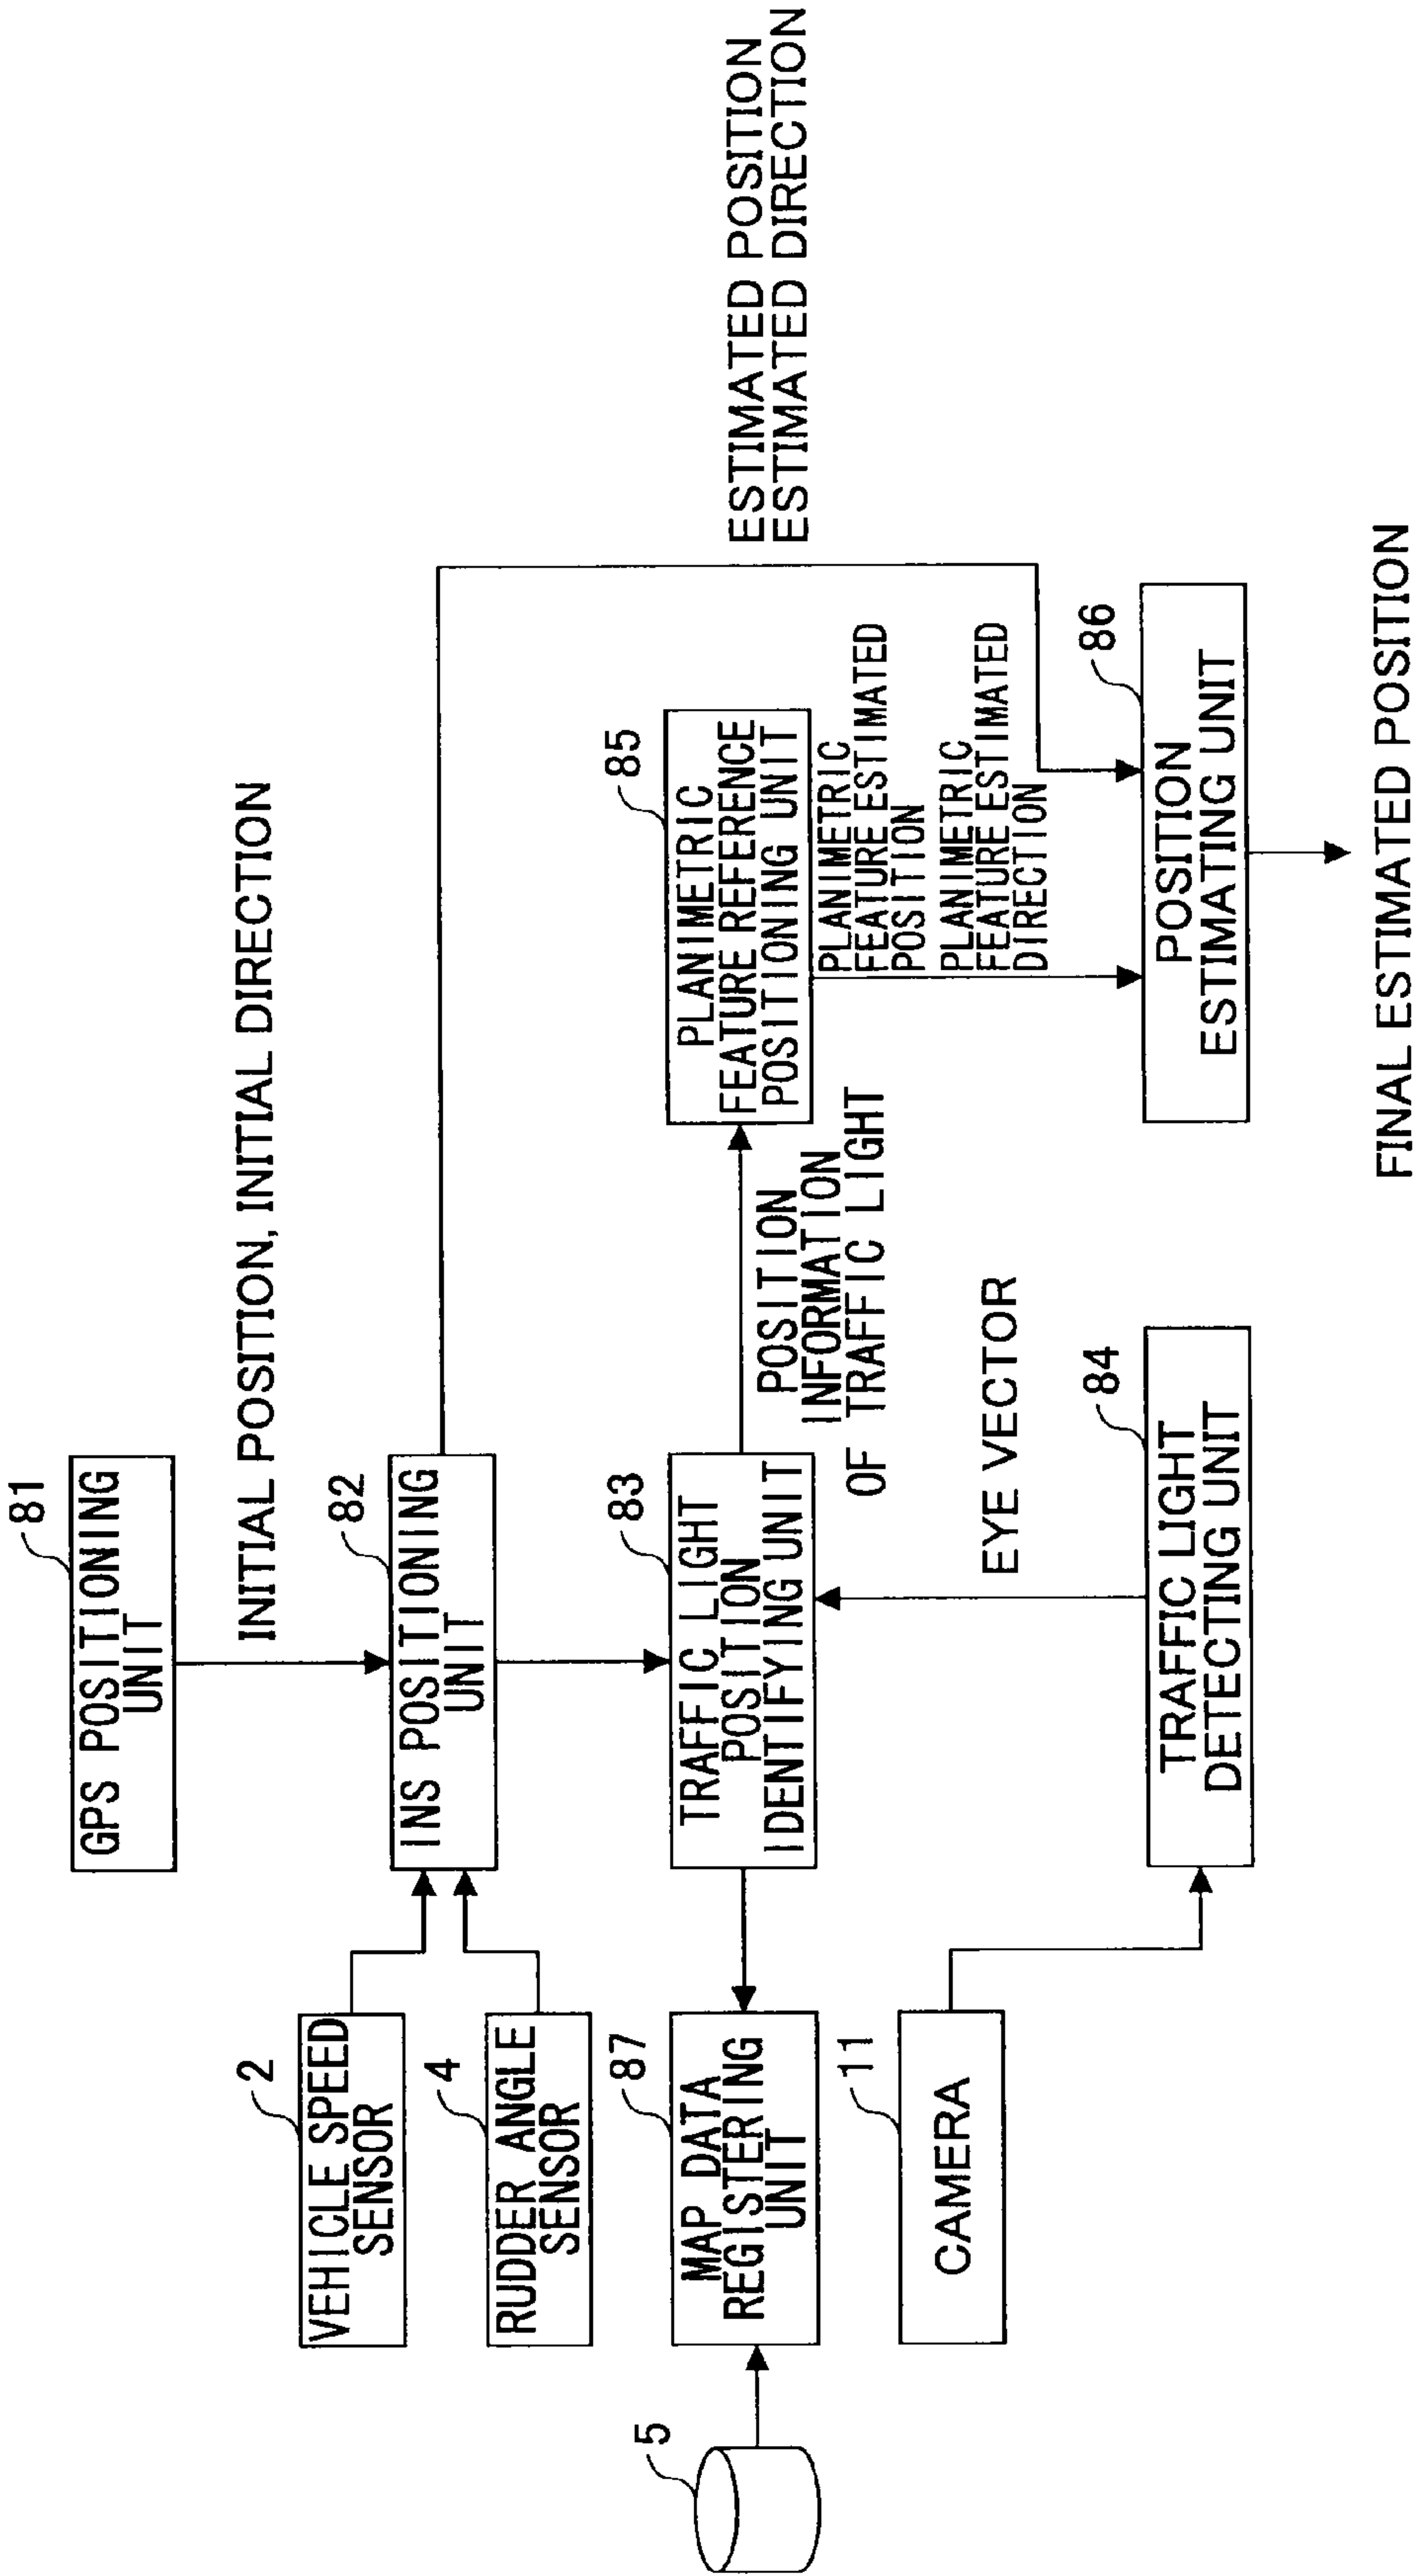 81
GPS POSITIONING
UNIT
INITIAL POSITION, INITIAL DIRECTION
2
VEHICLE SPEED
SENSOR
4
RUDDER ANGLE
SENSOR
82
INS POSITIONING
UNIT
ESTIMATED POSITION
ESTIMATED DIRECTION
5
87
MAP DATA
REGISTERING
UNIT
83
TRAFFIC LIGHT
POSITION
IDENTIFYING UNIT
POSITION
INFORMATION
OF TRAFFIC LIGHT
85
PLANIMETRIC
FEATURE REFERENCE
POSITIONING UNIT
PLANIMETRIC
FEATURE ESTIMATED
POSITION
PLANIMETRIC
FEATURE ESTIMATED
DIRECTION
11
CAMERA
EYE VECTOR
84
TRAFFIC LIGHT
DETECTING UNIT
86
POSITION
ESTIMATING UNIT
FINAL ESTIMATED POSITION